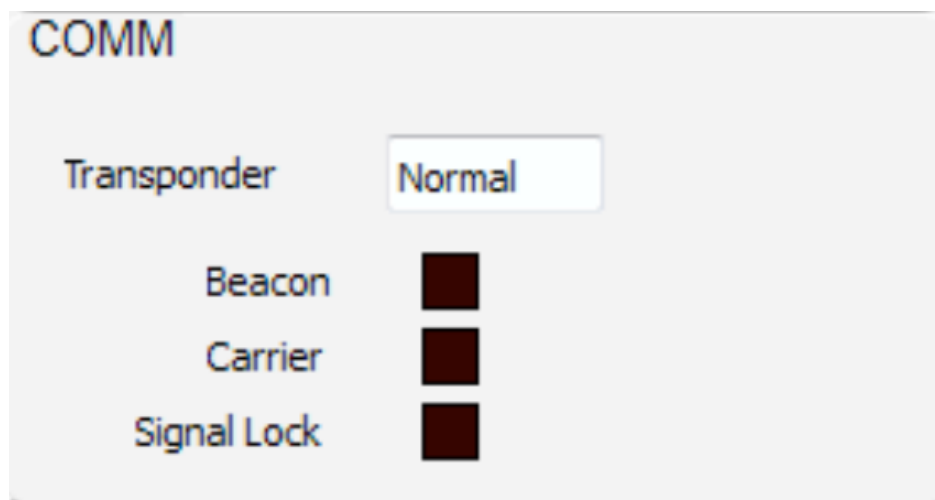 COMM
Transponder Normal
Beacon
Carrier
Signal Lock